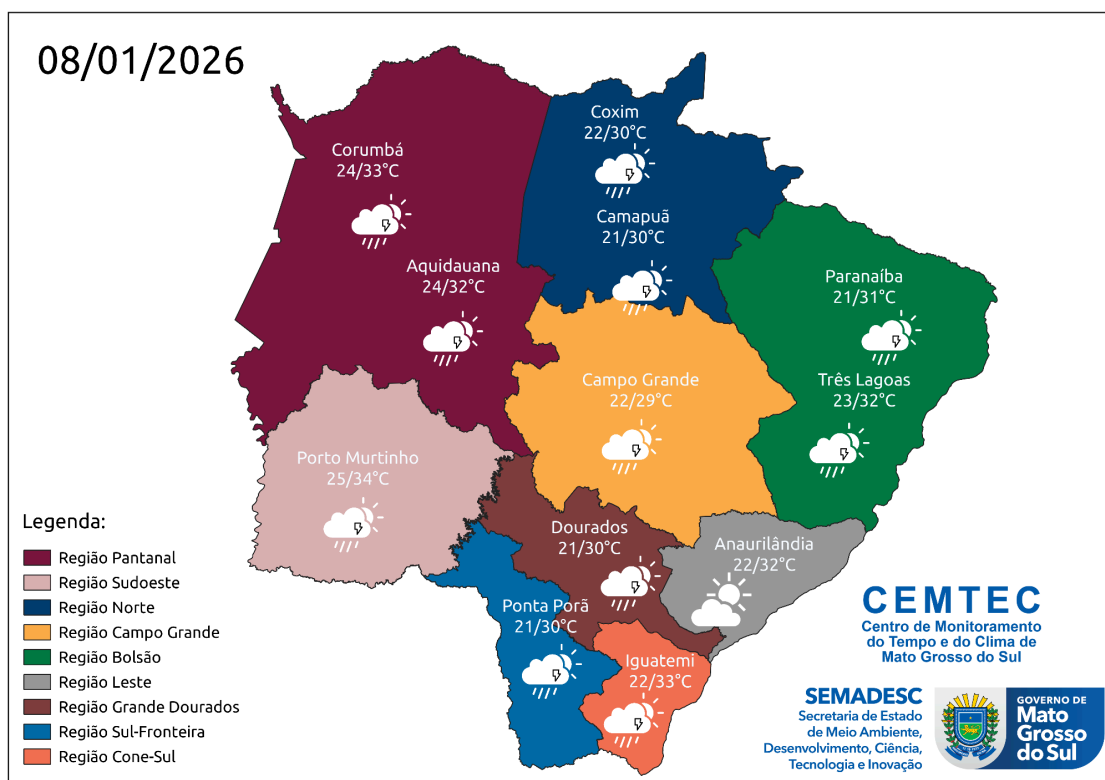 08/01/2026
Coxim
22/30°C
Corumbá
24/33°C
Camapuã
21/30°C
Aquidauana
24/32°C
Paranaíba
21/31°C
Campo Grande
22/29°C
Três Lagoas
23/32°C
Porto Murtinho
25/34°C
Dourados
21/30°C
Anaurilândia
22/32°C
Ponta Porã
21/30°C
Iguatemi
22/33°C
Legenda:
Região Pantanal
Região Sudoeste
Região Norte
Região Campo Grande
Região Bolsão
Região Leste
Região Grande Dourados
Região Sul-Fronteira
Região Cone-Sul
CEMTEC
Centro de Monitoramento
do Tempo e do Clima de
Mato Grosso do Sul
SEMADESC
Secretaria de Estado
de Meio Ambiente,
Desenvolvimento, Ciência,
Tecnologia e Inovação
GOVERNO DE
Mato
Grosso
do Sul